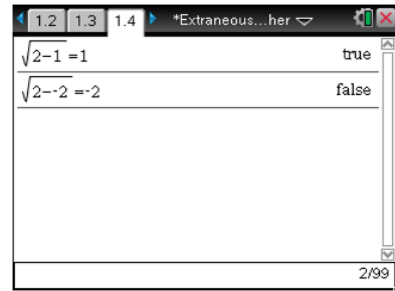 1.2 1.3 1.4 *Extraneous...her
√2-1 =1 true
√2--2 =-2 false
2/99